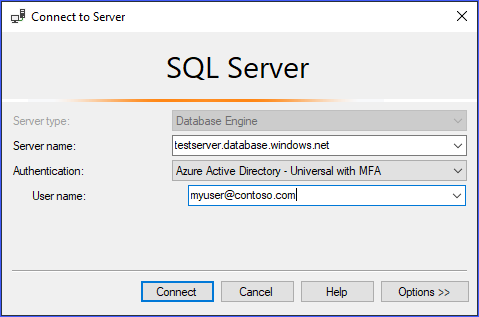 Connect to Server
SQL Server
Server type: Database Engine
Server name: testserver.database.windows.net
Authentication: Azure Active Directory - Universal with MFA
User name: myuser@contoso.com
Connect Cancel Help Options >>